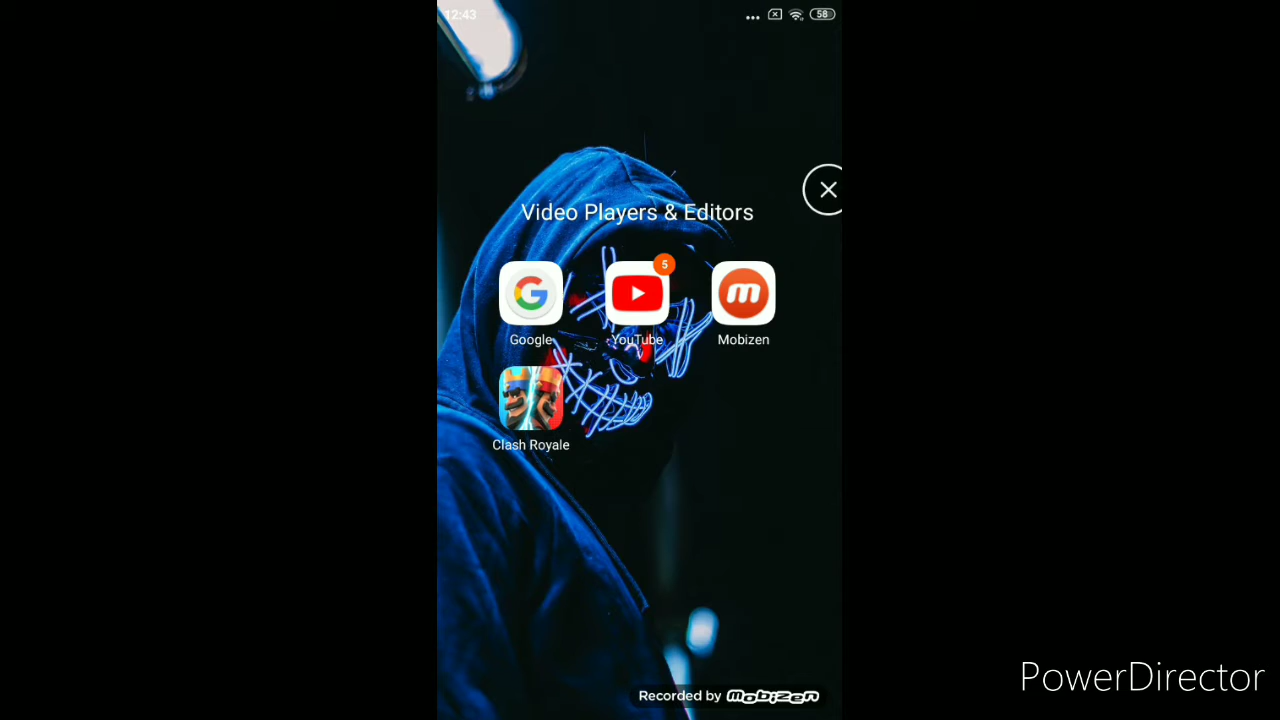 12:43
58
Video Players & Editors
5
Google
YouTube
Mobizen
Clash Royale
Recorded by Mobizen
PowerDirector